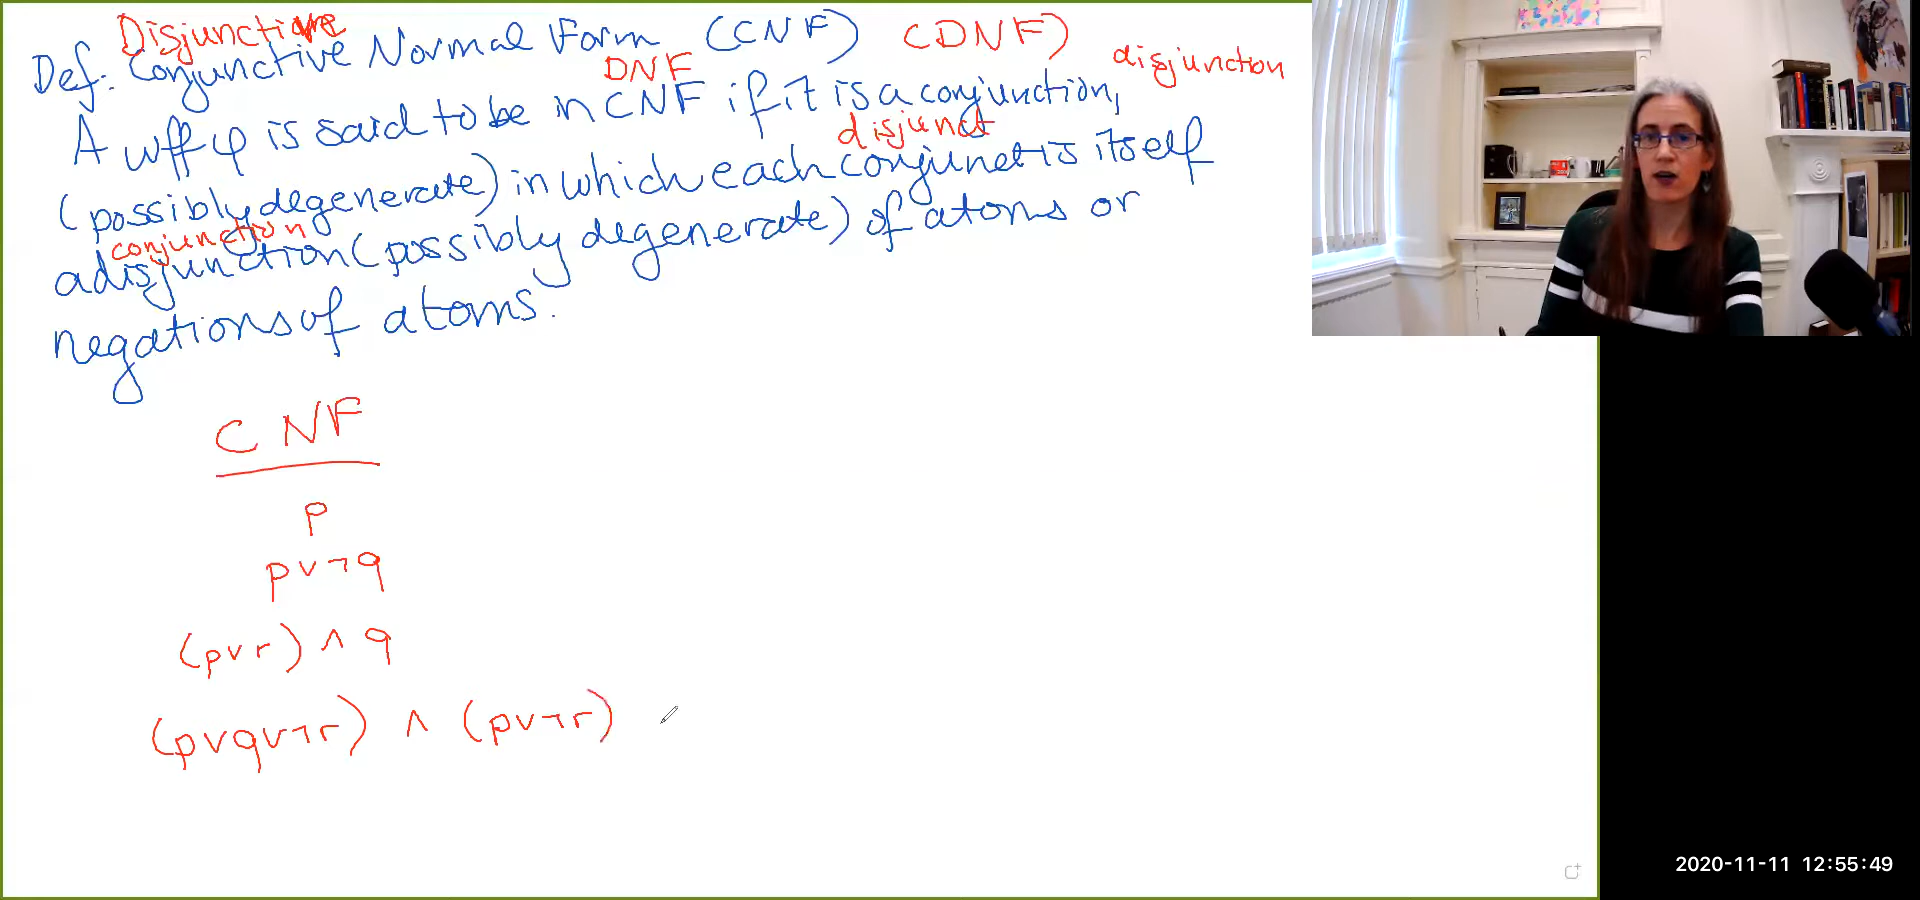 Disjunctive
Def: Conjunctive Normal Form (CNF) (DNF)
DNF disjunction
A wff φ is said to be in CNF if it is a conjunction,
disjunct
(possibly degenerate) in which each conjunct is itself
conjunction
a disjunction (possibly degenerate) of atoms or
negations of atoms.
CNF
p
p∨¬q
(p∨r) ∧ q
(p∨q∨¬r) ∧ (p∨¬r)
2020-11-11 12:55:49